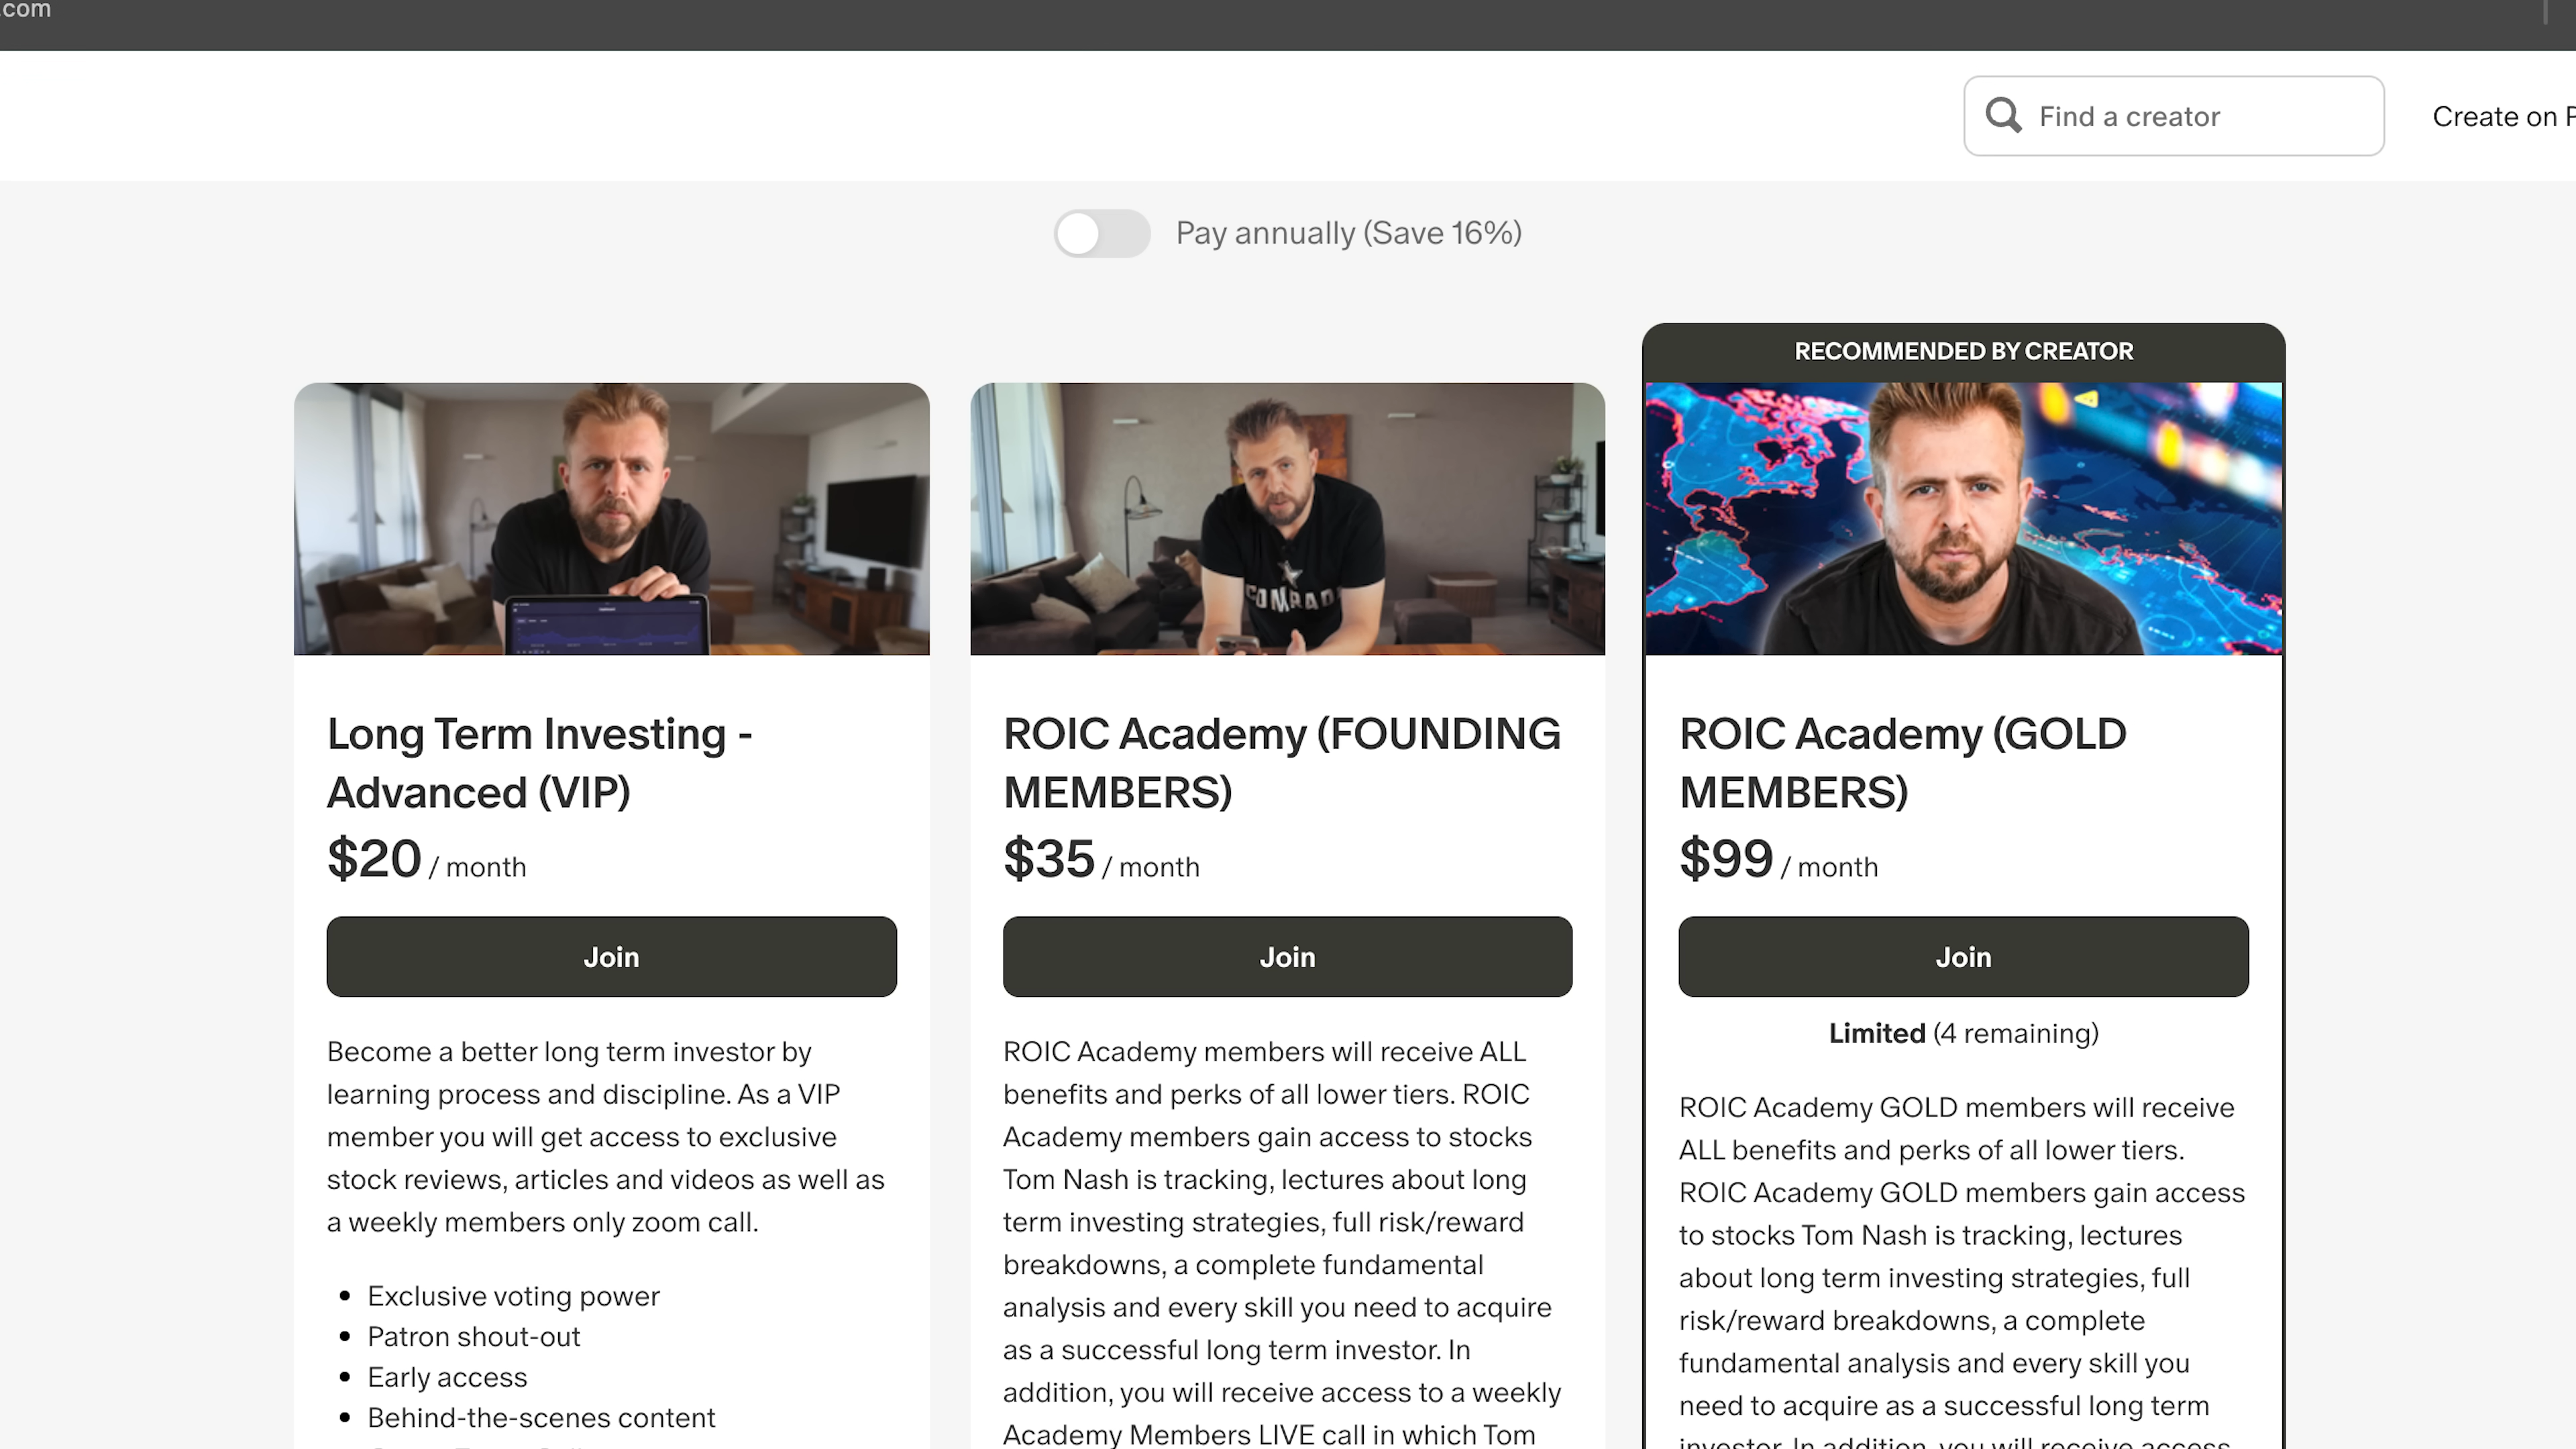 .com
Find a creator
Create on
Pay annually (Save 16%)
RECOMMENDED BY CREATOR
COMRAD
Long Term Investing -
Advanced (VIP)
$20 / month
Join
Become a better long term investor by
learning process and discipline. As a VIP
member you will get access to exclusive
stock reviews, articles and videos as well as
a weekly members only zoom call.
• Exclusive voting power
• Patron shout-out
• Early access
• Behind-the-scenes content
ROIC Academy (FOUNDING
MEMBERS)
$35 / month
Join
ROIC Academy members will receive ALL
benefits and perks of all lower tiers. ROIC
Academy members gain access to stocks
Tom Nash is tracking, lectures about long
term investing strategies, full risk/reward
breakdowns, a complete fundamental
analysis and every skill you need to acquire
as a successful long term investor. In
addition, you will receive access to a weekly
Academy Members LIVE call in which Tom
ROIC Academy (GOLD
MEMBERS)
$99 / month
Join
Limited (4 remaining)
ROIC Academy GOLD members will receive
ALL benefits and perks of all lower tiers.
ROIC Academy GOLD members gain access
to stocks Tom Nash is tracking, lectures
about long term investing strategies, full
risk/reward breakdowns, a complete
fundamental analysis and every skill you
need to acquire as a successful long term
investor. In addition, you will receive access